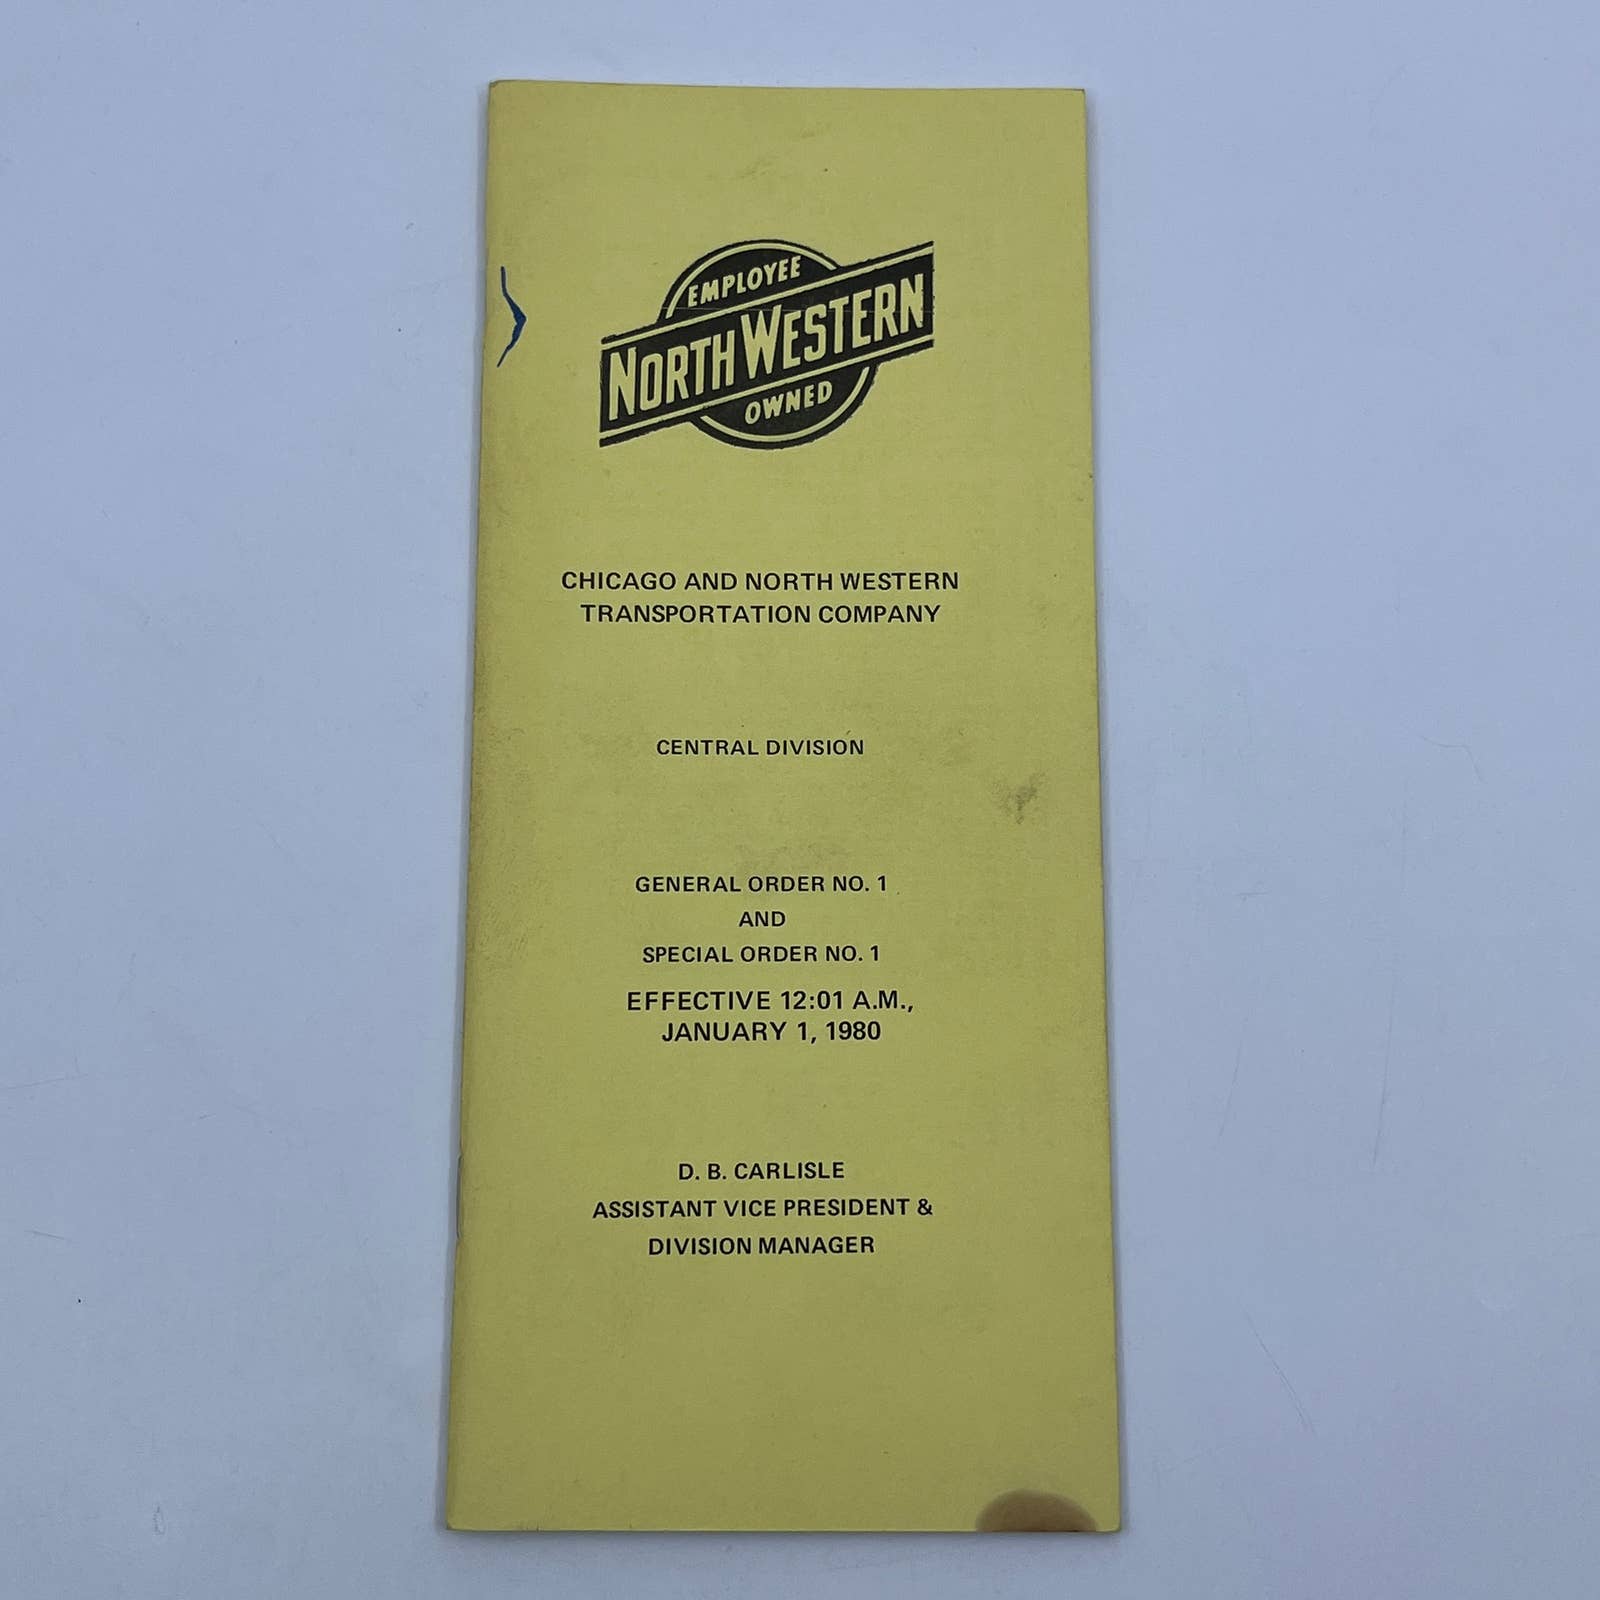 EMPLOYEE
NORTH WESTERN
OWNED
CHICAGO AND NORTH WESTERN
TRANSPORTATION COMPANY
CENTRAL DIVISION
GENERAL ORDER NO. 1
AND
SPECIAL ORDER NO. 1
EFFECTIVE 12:01 A.M.,
JANUARY 1, 1980
D. B. CARLISLE
ASSISTANT VICE PRESIDENT &
DIVISION MANAGER